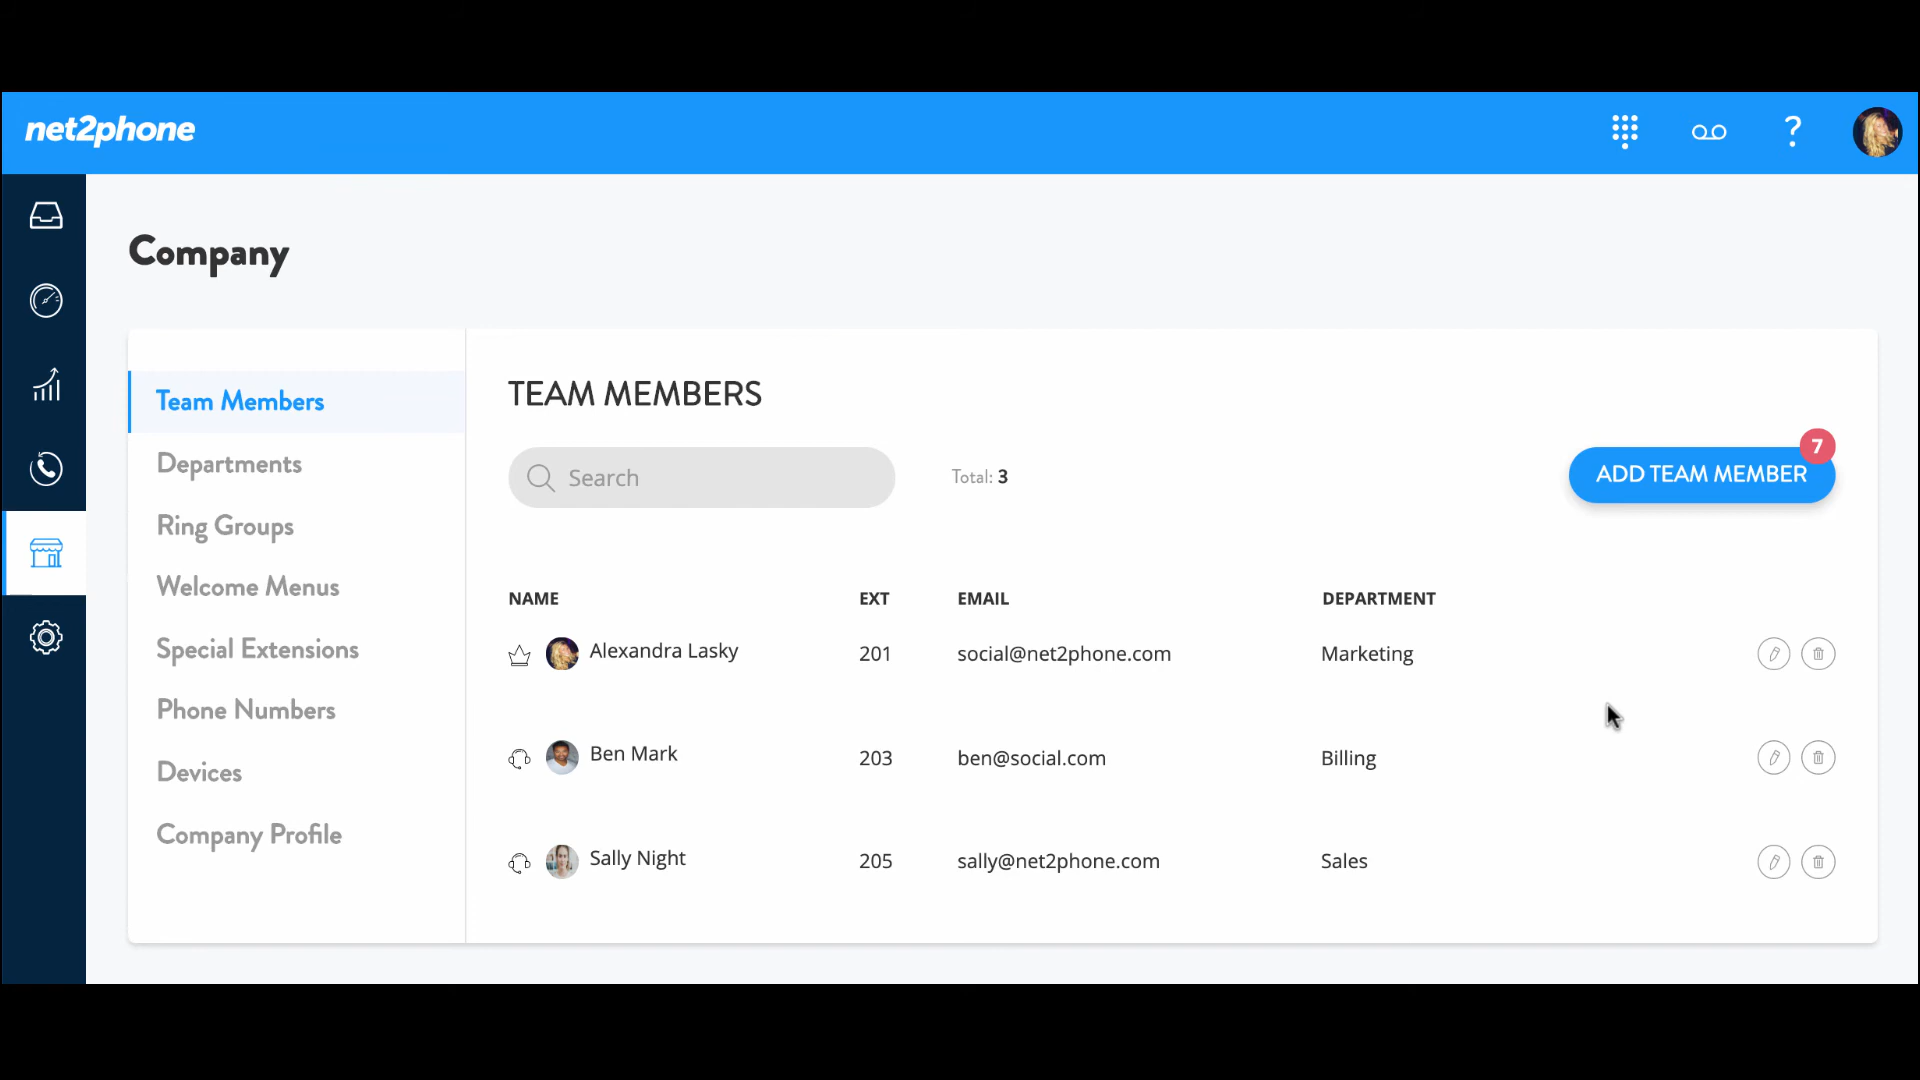 net2phone
?
Company
Team Members
Departments
Ring Groups
Welcome Menus
Special Extensions
Phone Numbers
Devices
Company Profile
TEAM MEMBERS
Search
Total: 3
7
ADD TEAM MEMBER
NAME EXT EMAIL DEPARTMENT
Alexandra Lasky 201 social@net2phone.com Marketing
Ben Mark 203 ben@social.com Billing
Sally Night 205 sally@net2phone.com Sales